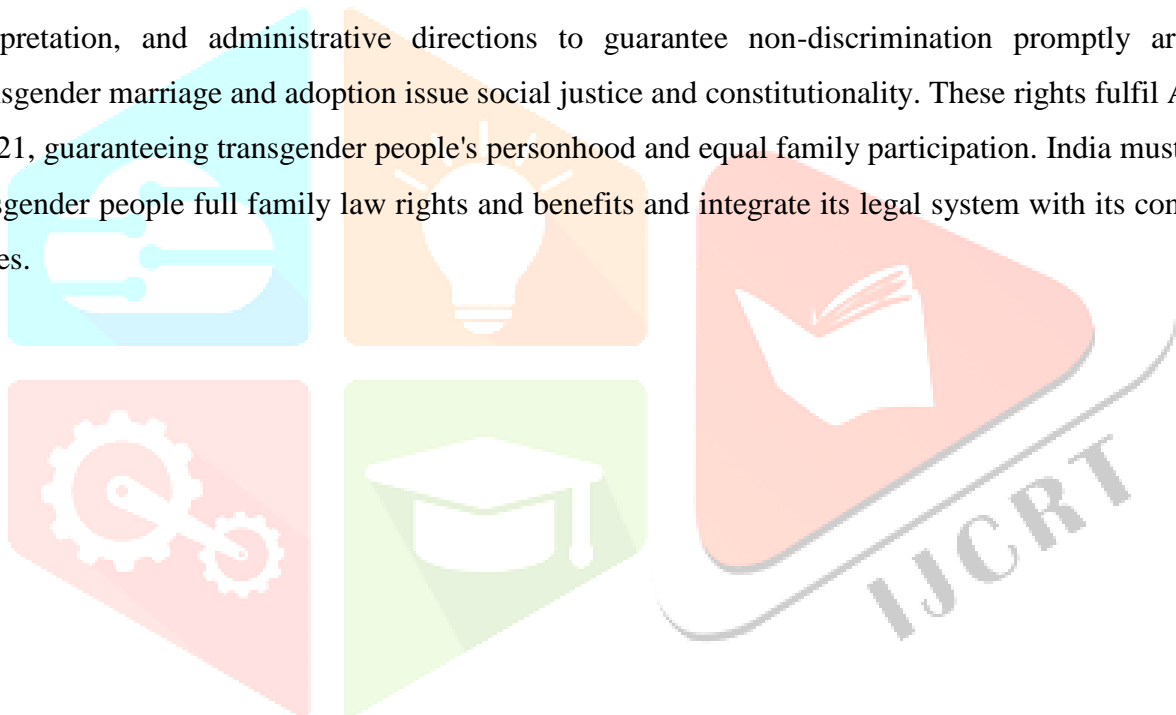 pretation, and administrative directions to guarantee non-discrimination promptly ar
sgender marriage and adoption issue social justice and constitutionality. These rights fulfil A
21, guaranteeing transgender people's personhood and equal family participation. India must
sgender people full family law rights and benefits and integrate its legal system with its con
es.
IJCRT